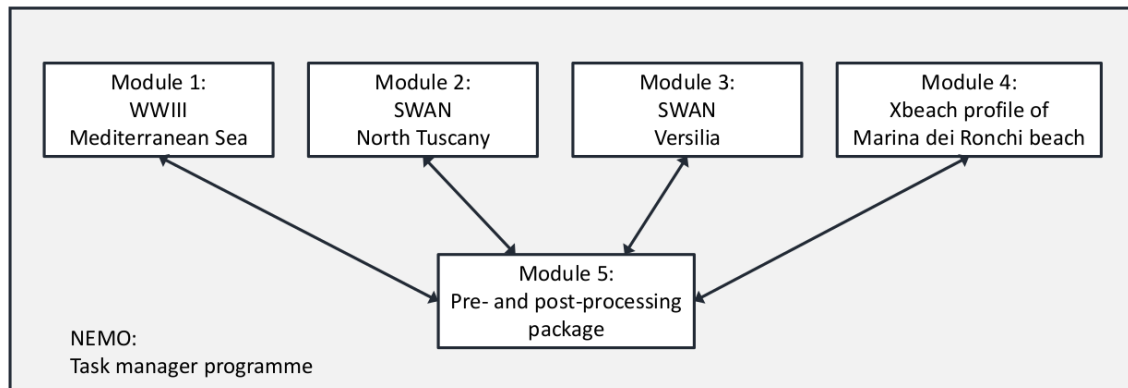 Module 1:
WWIII
Mediterranean Sea
Module 2:
SWAN
North Tuscany
Module 3:
SWAN
Versilia
Module 4:
Xbeach profile of
Marina dei Ronchi beach
Module 5:
Pre- and post-processing
package
NEMO:
Task manager programme